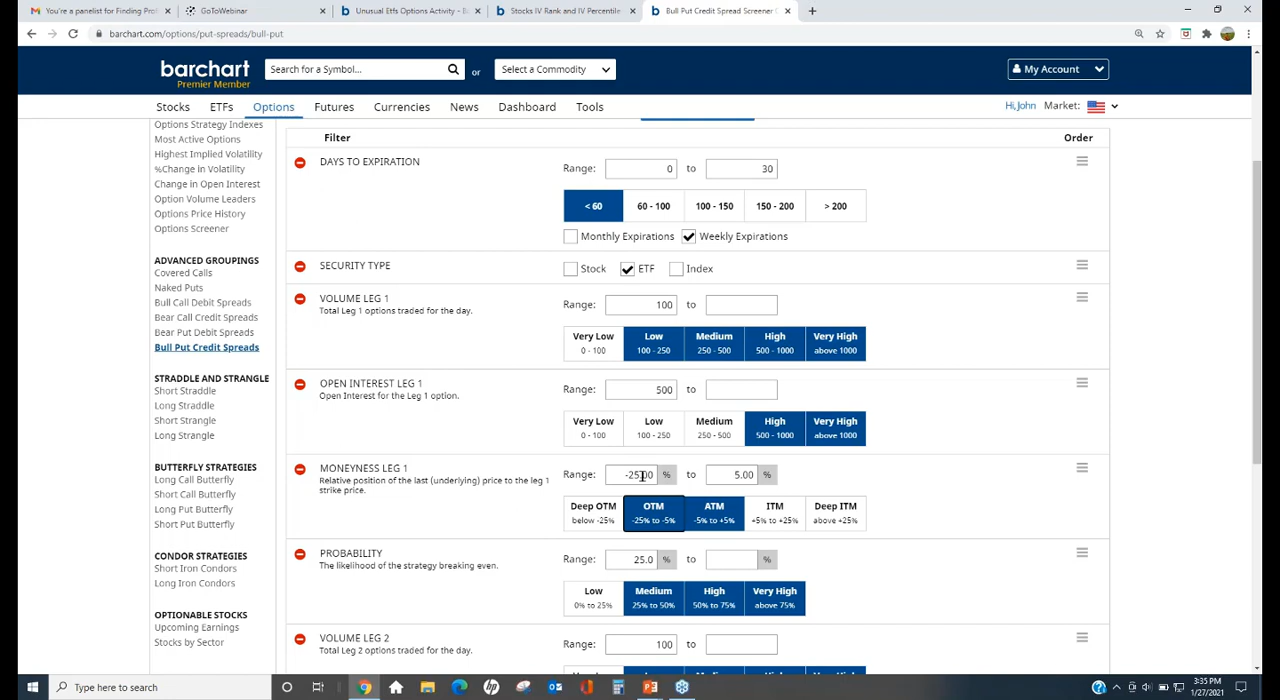 You're a panelist for Finding Pro
GoToWebinar
Unusual Etfs Options Activity - B
Stocks IV Rank and IV Percentile
Bull Put Credit Spread Screener
barchart.com/options/put-spreads/bull-put
barchart
Premier Member
Search for a Symbol...
or
Select a Commodity
My Account
Stocks
ETFs
Options
Futures
Currencies
News
Dashboard
Tools
Hi, John
Market:
Options Strategy Indexes
Most Active Options
Highest Implied Volatility
%Change in Volatility
Change in Open Interest
Option Volume Leaders
Options Price History
Options Screener
ADVANCED GROUPINGS
Covered Calls
Naked Puts
Bull Call Debit Spreads
Bear Call Credit Spreads
Bear Put Debit Spreads
Bull Put Credit Spreads
STRADDLE AND STRANGLE
Short Straddle
Long Straddle
Short Strangle
Long Strangle
BUTTERFLY STRATEGIES
Long Call Butterfly
Short Call Butterfly
Long Put Butterfly
Short Put Butterfly
CONDOR STRATEGIES
Short Iron Condors
Long Iron Condors
OPTIONABLE STOCKS
Upcoming Earnings
Stocks by Sector
Filter
Order
DAYS TO EXPIRATION
Range: 0 to 30
< 60 60 - 100 100 - 150 150 - 200 > 200
Monthly Expirations Weekly Expirations
SECURITY TYPE
Stock ETF Index
VOLUME LEG 1
Total Leg 1 options traded for the day.
Range: 100 to
Very Low Low Medium High Very High
0 - 100 100 - 250 250 - 500 500 - 1000 above 1000
OPEN INTEREST LEG 1
Open Interest for the Leg 1 option.
Range: 500 to
Very Low Low Medium High Very High
0 - 100 100 - 250 250 - 500 500 - 1000 above 1000
MONEYNESS LEG 1
Relative position of the last (underlying) price to the leg 1
strike price.
Range: -25.00 % to 5.00 %
Deep OTM OTM ATM ITM Deep ITM
below -25% -25% to -5% -5% to +5% +5% to +25% above +25%
PROBABILITY
The likelihood of the strategy breaking even.
Range: 25.0 % to %
Low Medium High Very High
0% to 25% 25% to 50% 50% to 75% above 75%
VOLUME LEG 2
Total Leg 2 options traded for the day.
Range: 100 to
Type here to search
3:35 PM
1/27/2021